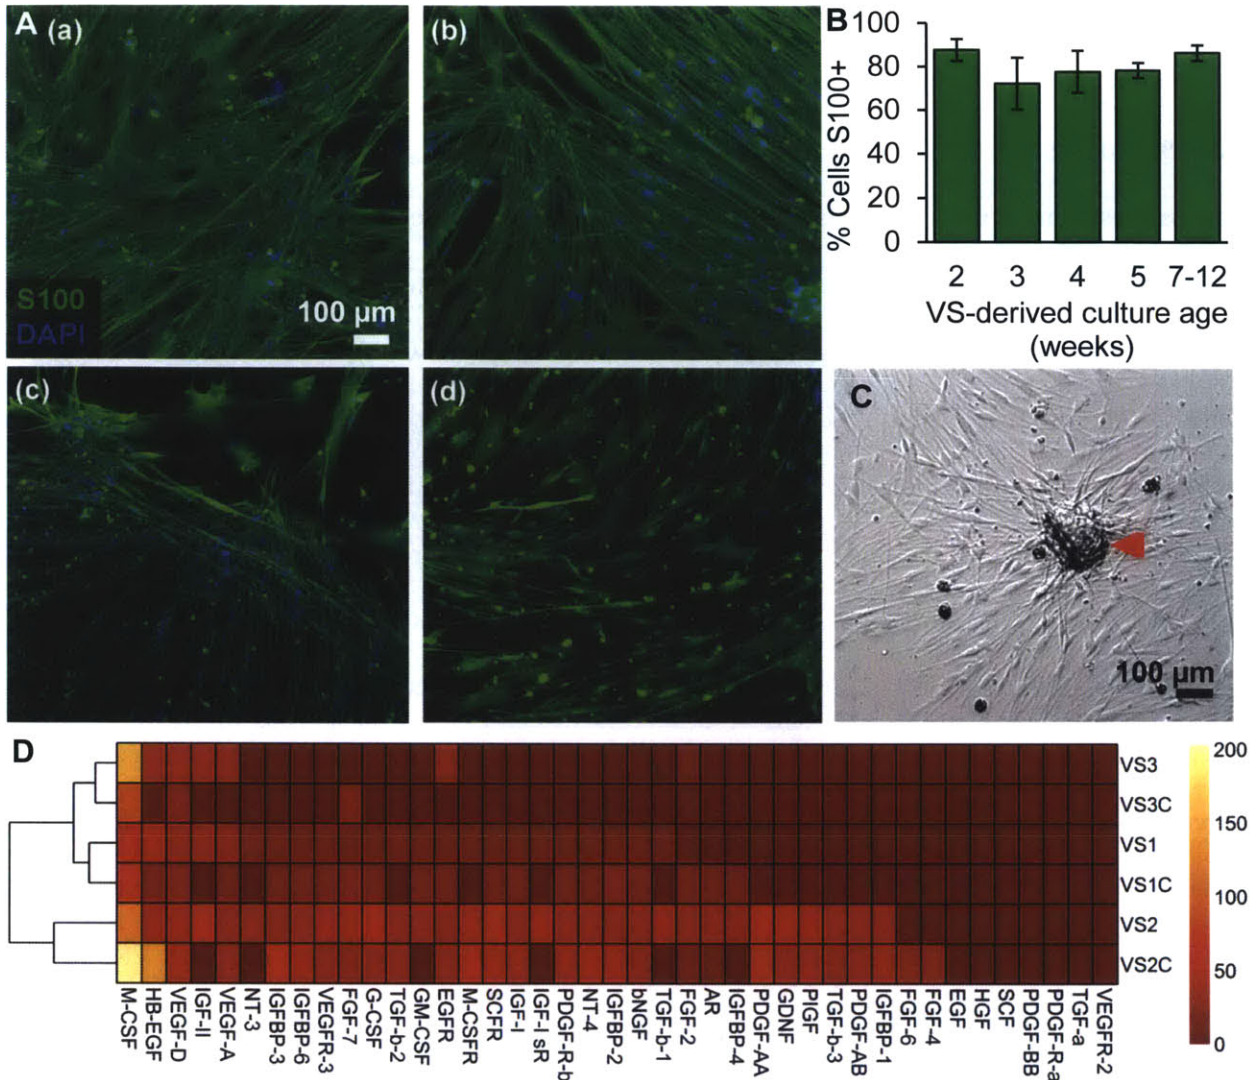 A (a)
(b)
S100
DAPI
100 µm
(c)
(d)
B
100
80
60
40
20
0
% Cells S100+
2 3 4 5 7-12
VS-derived culture age
(weeks)
C
100 µm
D
VS3
VS3C
VS1
VS1C
VS2
VS2C
200
150
100
50
0
M-CSF
HB-EGF
VEGF-D
IGF-II
VEGF-A
NT-3
IGFBP-3
IGFBP-6
VEGFR-3
FGF-7
G-CSF
TGF-b-2
GM-CSF
EGFR
M-CSFR
SCFR
IGF-I
IGF-I sR
PDGF-R-b
NT-4
IGFBP-2
bNGF
TGF-b-1
FGF-2
AR
IGFBP-4
PDGF-AA
GDNF
PIGF
TGF-b-3
PDGF-AB
IGFBP-1
FGF-6
FGF-4
EGF
HGF
SCF
PDGF-BB
PDGF-R-a
TGF-a
VEGFR-2